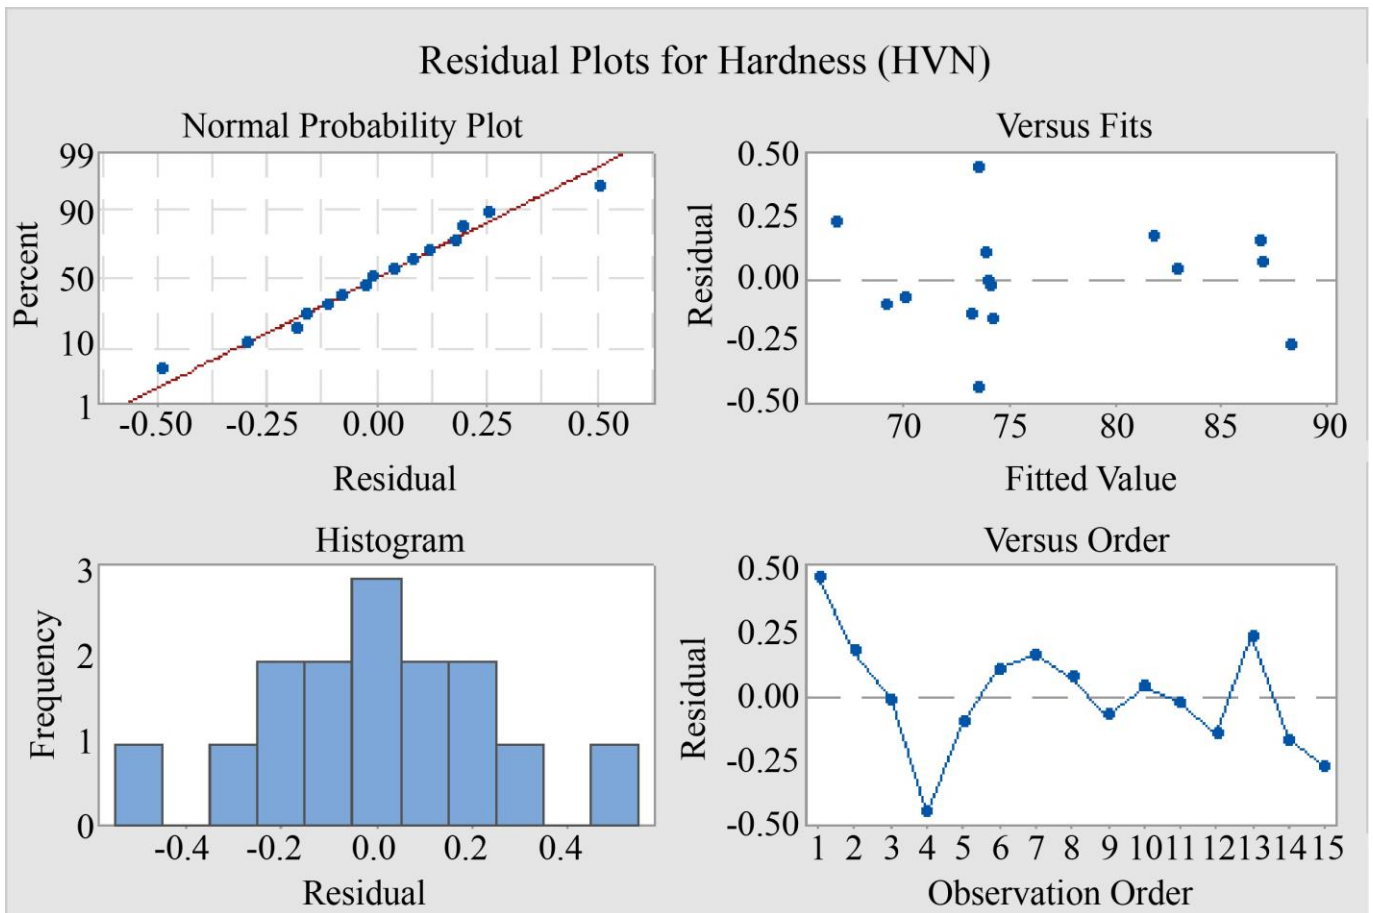 Residual Plots for Hardness (HVN)
Normal Probability Plot
99
90
50
10
1
Percent
-0.50 -0.25 0.00 0.25 0.50
Residual
Versus Fits
0.50
0.25
0.00
-0.25
-0.50
Residual
70 75 80 85 90
Fitted Value
Histogram
3
2
1
0
Frequency
-0.4 -0.2 0.0 0.2 0.4
Residual
Versus Order
0.50
0.25
0.00
-0.25
-0.50
Residual
1 2 3 4 5 6 7 8 9 10 11 12 13 14 15
Observation Order